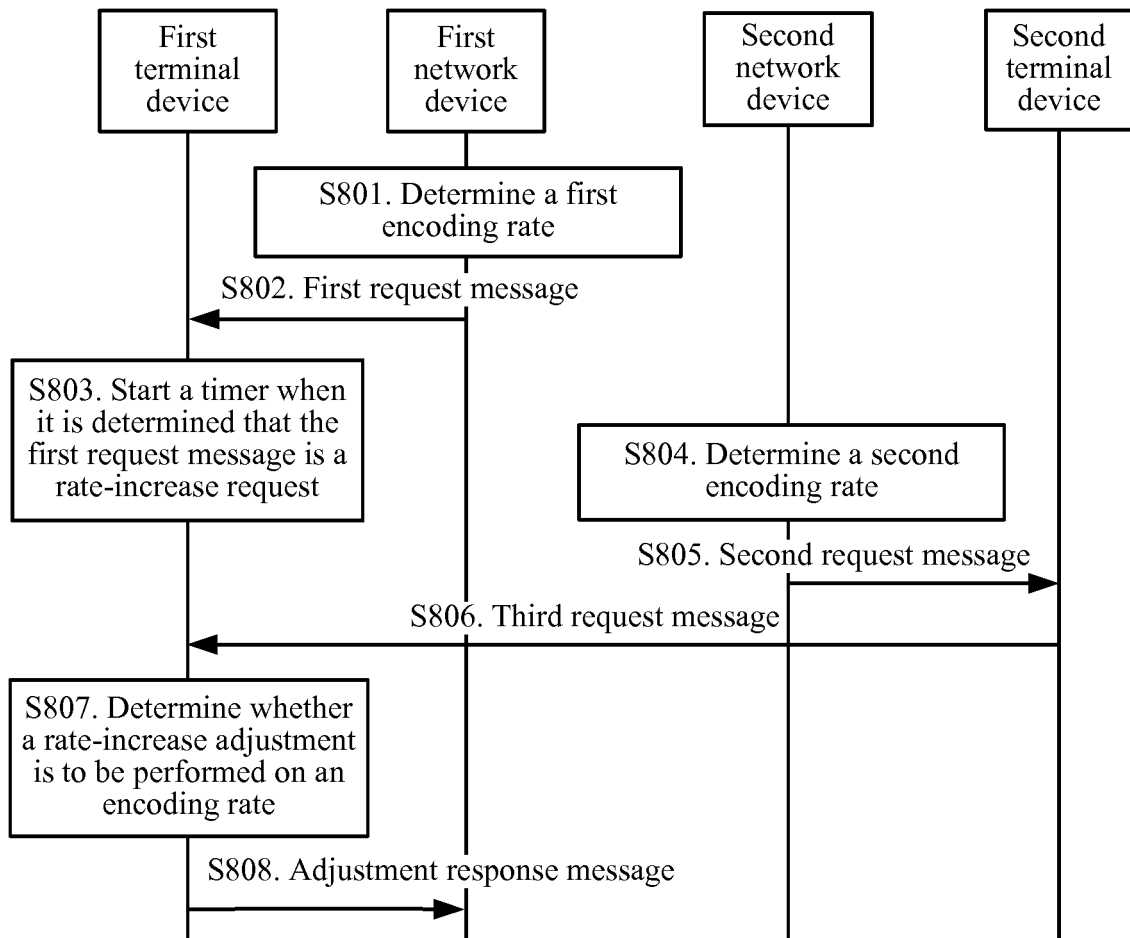 First
terminal
device
First
network
device
Second
network
device
Second
terminal
device
S801. Determine a first
encoding rate
S802. First request message
S803. Start a timer when
it is determined that the
first request message is a
rate-increase request
S804. Determine a second
encoding rate
S805. Second request message
S806. Third request message
S807. Determine whether
a rate-increase adjustment
is to be performed on an
encoding rate
S808. Adjustment response message